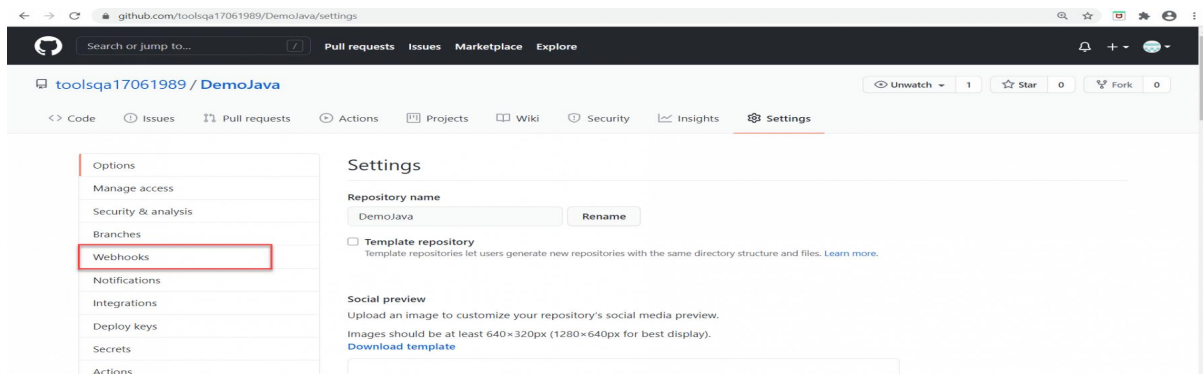 github.com/toolsqa17061989/DemoJava/settings
Search or jump to... / Pull requests Issues Marketplace Explore
toolsqa17061989 / DemoJava Unwatch 1 Star 0 Fork 0
<> Code Issues Pull requests Actions Projects Wiki Security Insights Settings
Options
Manage access
Security & analysis
Branches
Webhooks
Notifications
Integrations
Deploy keys
Secrets
Actions
Settings
Repository name
DemoJava Rename
Template repository
Template repositories let users generate new repositories with the same directory structure and files. Learn more.
Social preview
Upload an image to customize your repository's social media preview.
Images should be at least 640×320px (1280×640px for best display).
Download template